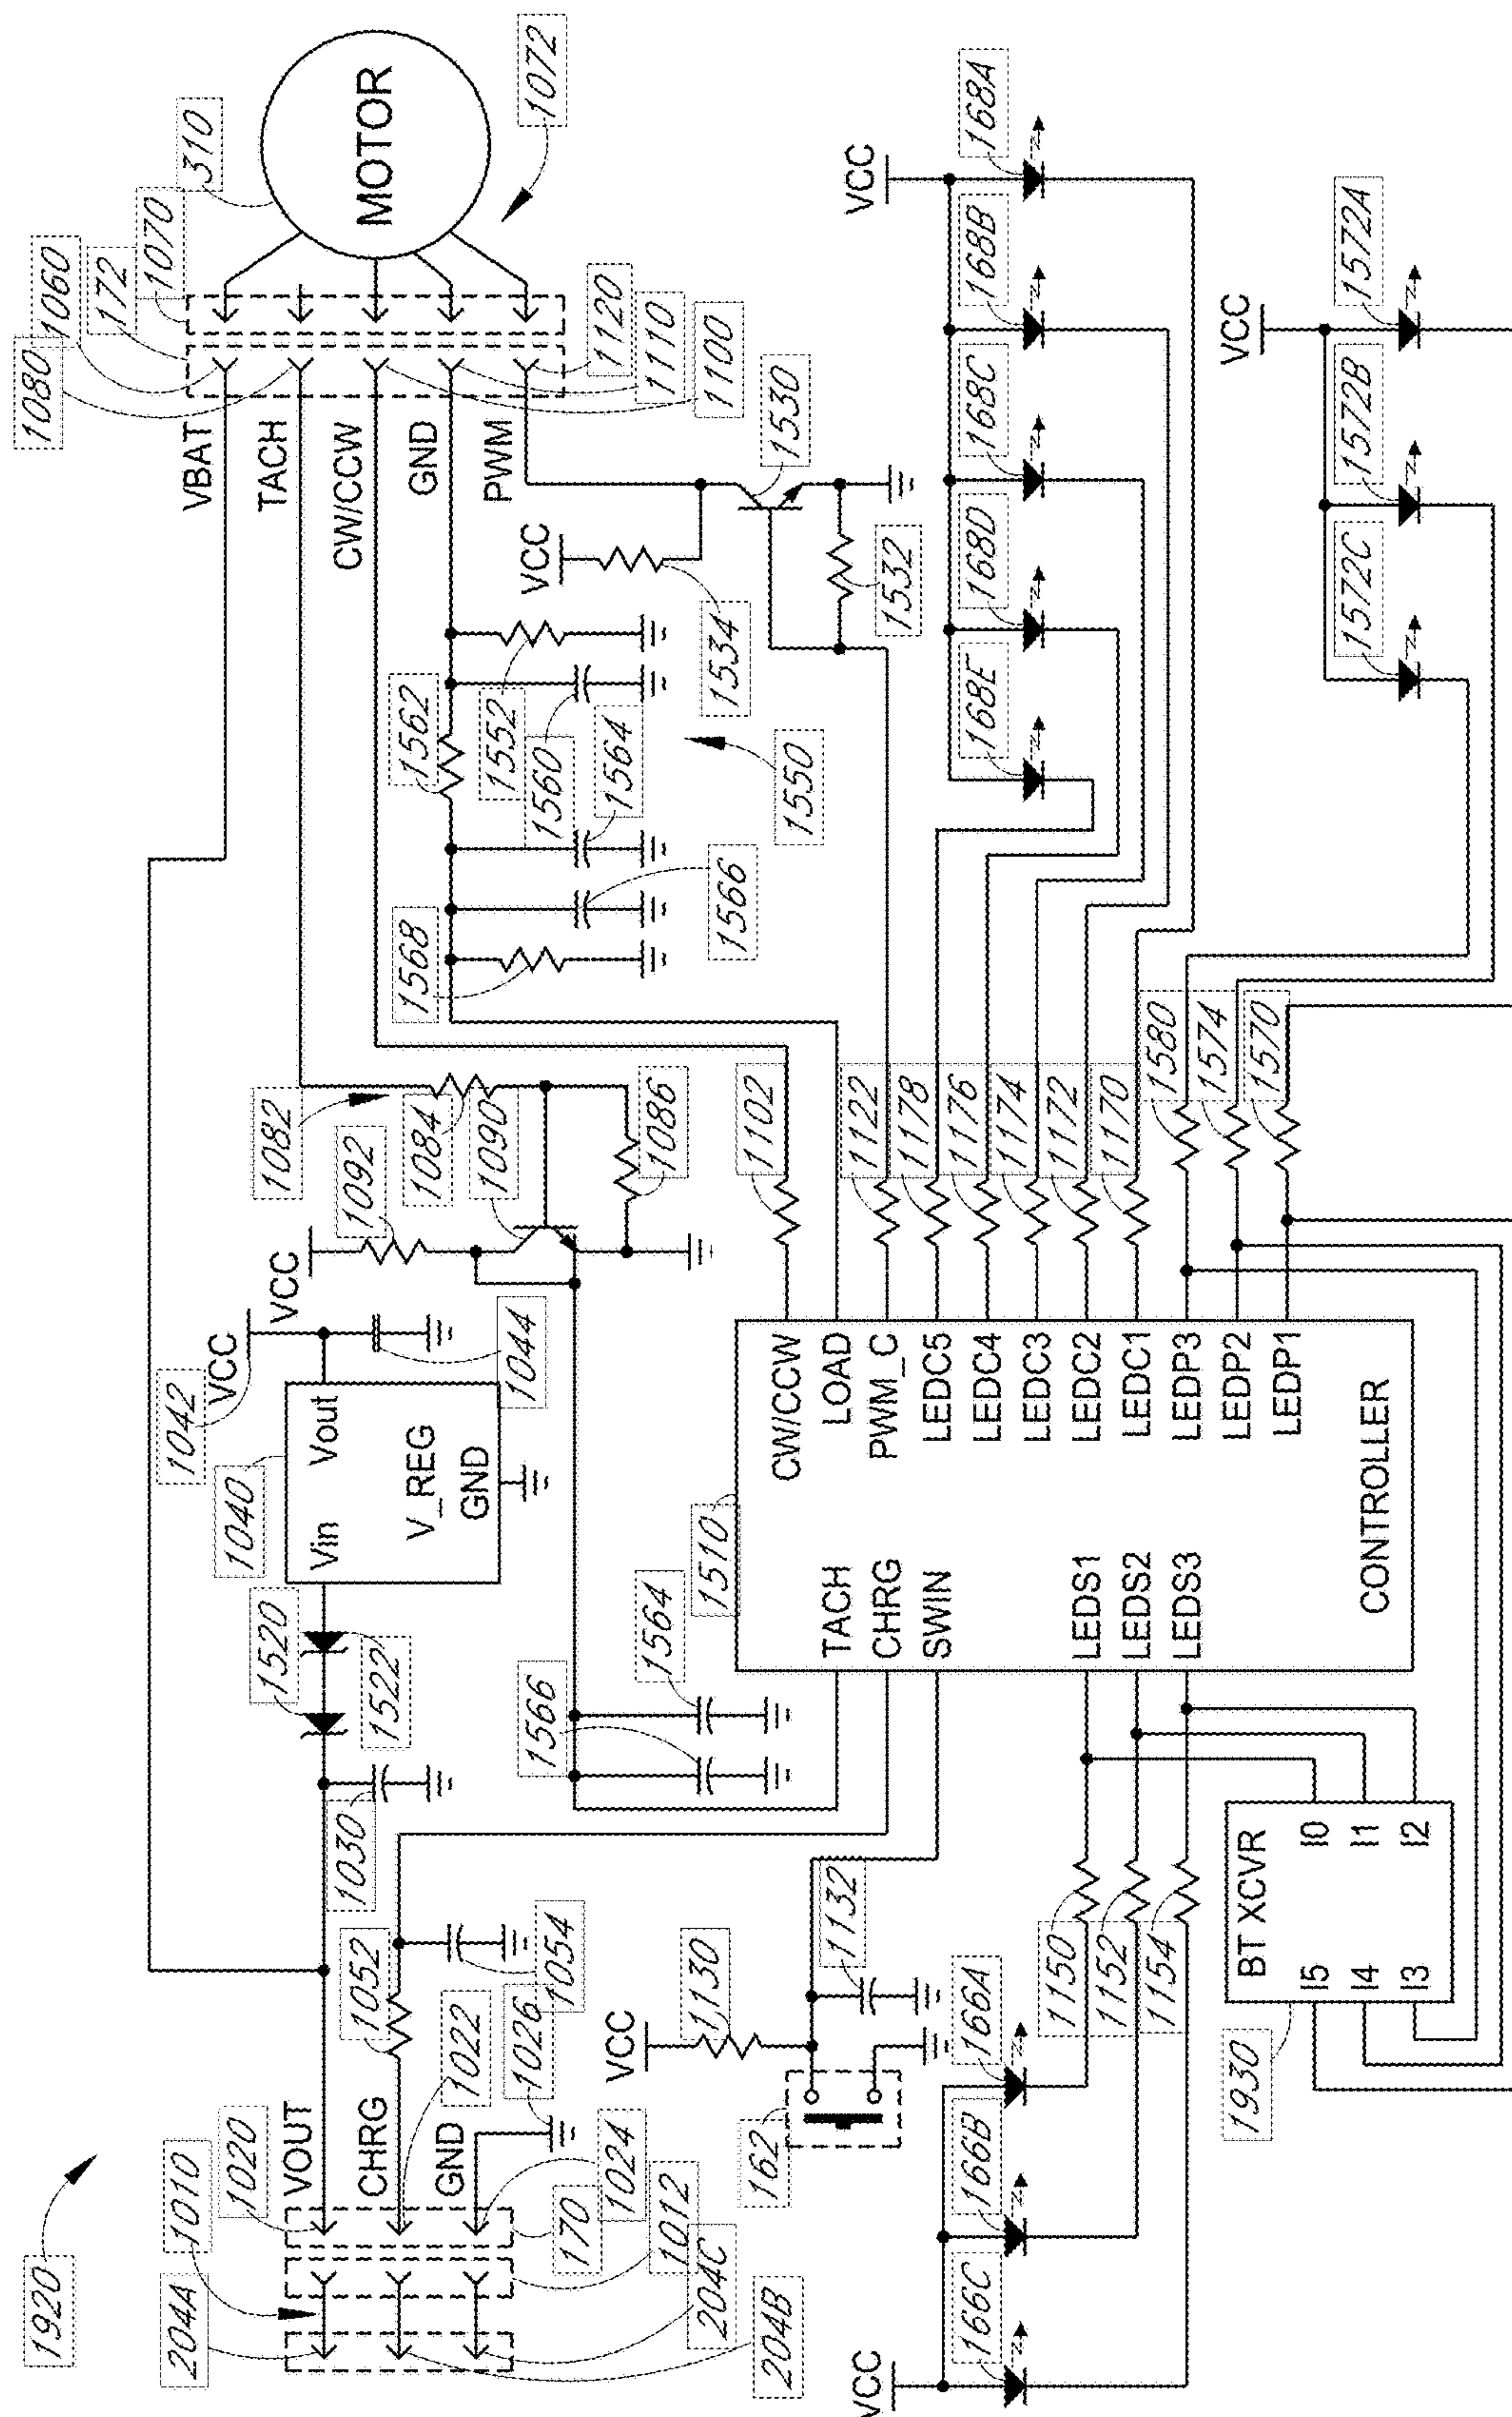 1920
204A
1010
1020
VOUT
CHRG
GND
1052
1022
1026
1054
1024
170
1012
204C
204B
1030
1520
1522
1040
Vin
Vout
V_REG
GND
1042
VCC
1044
VCC
1092
1082
1084
1090
1086
1080
1060
172
1070
310
MOTOR
1072
VBAT
TACH
CW/CCW
GND
PWM
1120
1110
1100
1530
VCC
1534
1532
1562
1552
1560
1564
1550
1566
1568
VCC
1130
1132
162
1566
1564
1510
TACH
CHRG
SWIN
LEDS1
LEDS2
LEDS3
CW/CCW
LOAD
PWM_C
LEDC5
LEDC4
LEDC3
LEDC2
LEDC1
LEDP3
LEDP2
LEDP1
CONTROLLER
1102
1122
1178
1176
1174
1172
1170
1580
1574
1570
VCC
168A
168B
168C
168D
168E
VCC
1572A
1572B
1572C
VCC
166C
166B
166A
1150
1152
1154
1930
BT XCVR
I5
I4
I3
I0
I1
I2